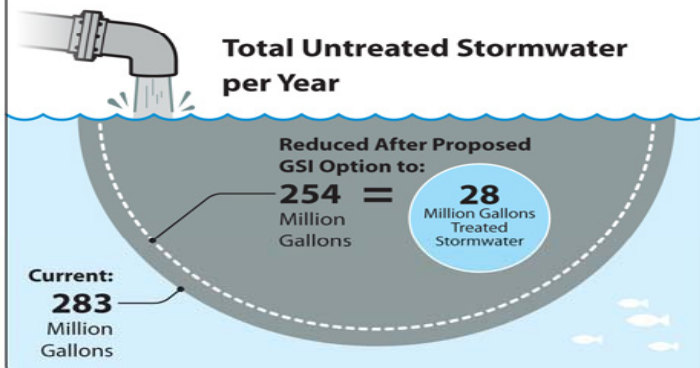 Total Untreated Stormwater
per Year
Reduced After Proposed
GSI Option to:
254
Million
Gallons
=
28
Million Gallons
Treated
Stormwater
Current:
283
Million
Gallons